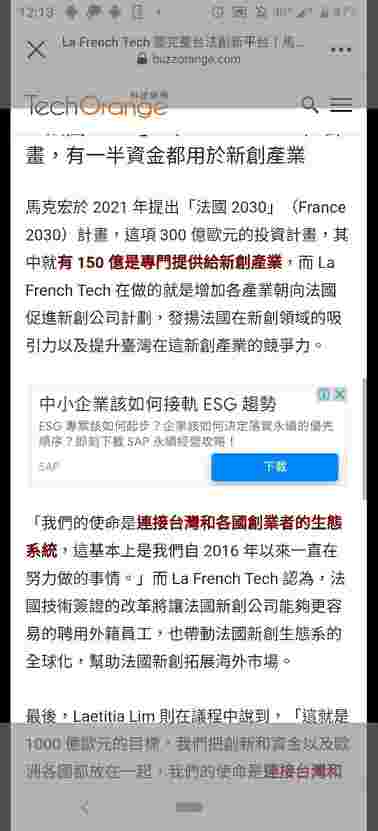 12:13
La French Tech 臺完整台法創新平台！馬...
buzzorange.com
TechOrange
科技報橘
畫，有一半資金都用於新創產業
馬克宏於 2021 年提出「法國 2030」（France
2030）計畫，這項 300 億歐元的投資計畫，其
中就有 150 億是專門提供給新創產業，而 La
French Tech 在做的就是增加各產業朝向法國
促進新創公司計劃，發揚法國在新創領域的吸
引力以及提升臺灣在這新創產業的競爭力。
中小企業該如何接軌 ESG 趨勢
ESG 專案該如何起步？企業該如何決定落實永續的優先
順序？即刻下載 SAP 永續經營攻略！
SAP
下載
「我們的使命是連接台灣和各國創業者的生態
系統，這基本上是我們自 2016 年以來一直在
努力做的事情。」而 La French Tech 認為，法
國技術簽證的改革將讓法國新創公司能夠更容
易的聘用外籍員工，也帶動法國新創生態系的
全球化，幫助法國新創拓展海外市場。
最後，Laetitia Lim 則在議程中說到，「這就是
1000 億歐元的目標，我們把創新和資金以及歐
洲各國都放在一起，我們的使命是連接台灣和